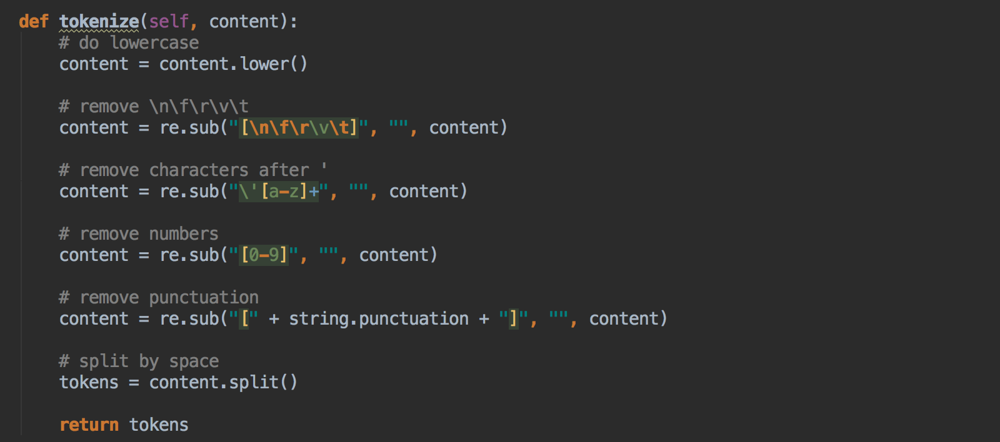 def tokenize(self, content):
# do lowercase
content = content.lower()
# remove \n\f\r\v\t
content = re.sub("[\n\f\r\v\t]", "", content)
# remove characters after '
content = re.sub("\'[a-z]+", "", content)
# remove numbers
content = re.sub("[0-9]", "", content)
# remove punctuation
content = re.sub("[" + string.punctuation + "]", "", content)
# split by space
tokens = content.split()
return tokens